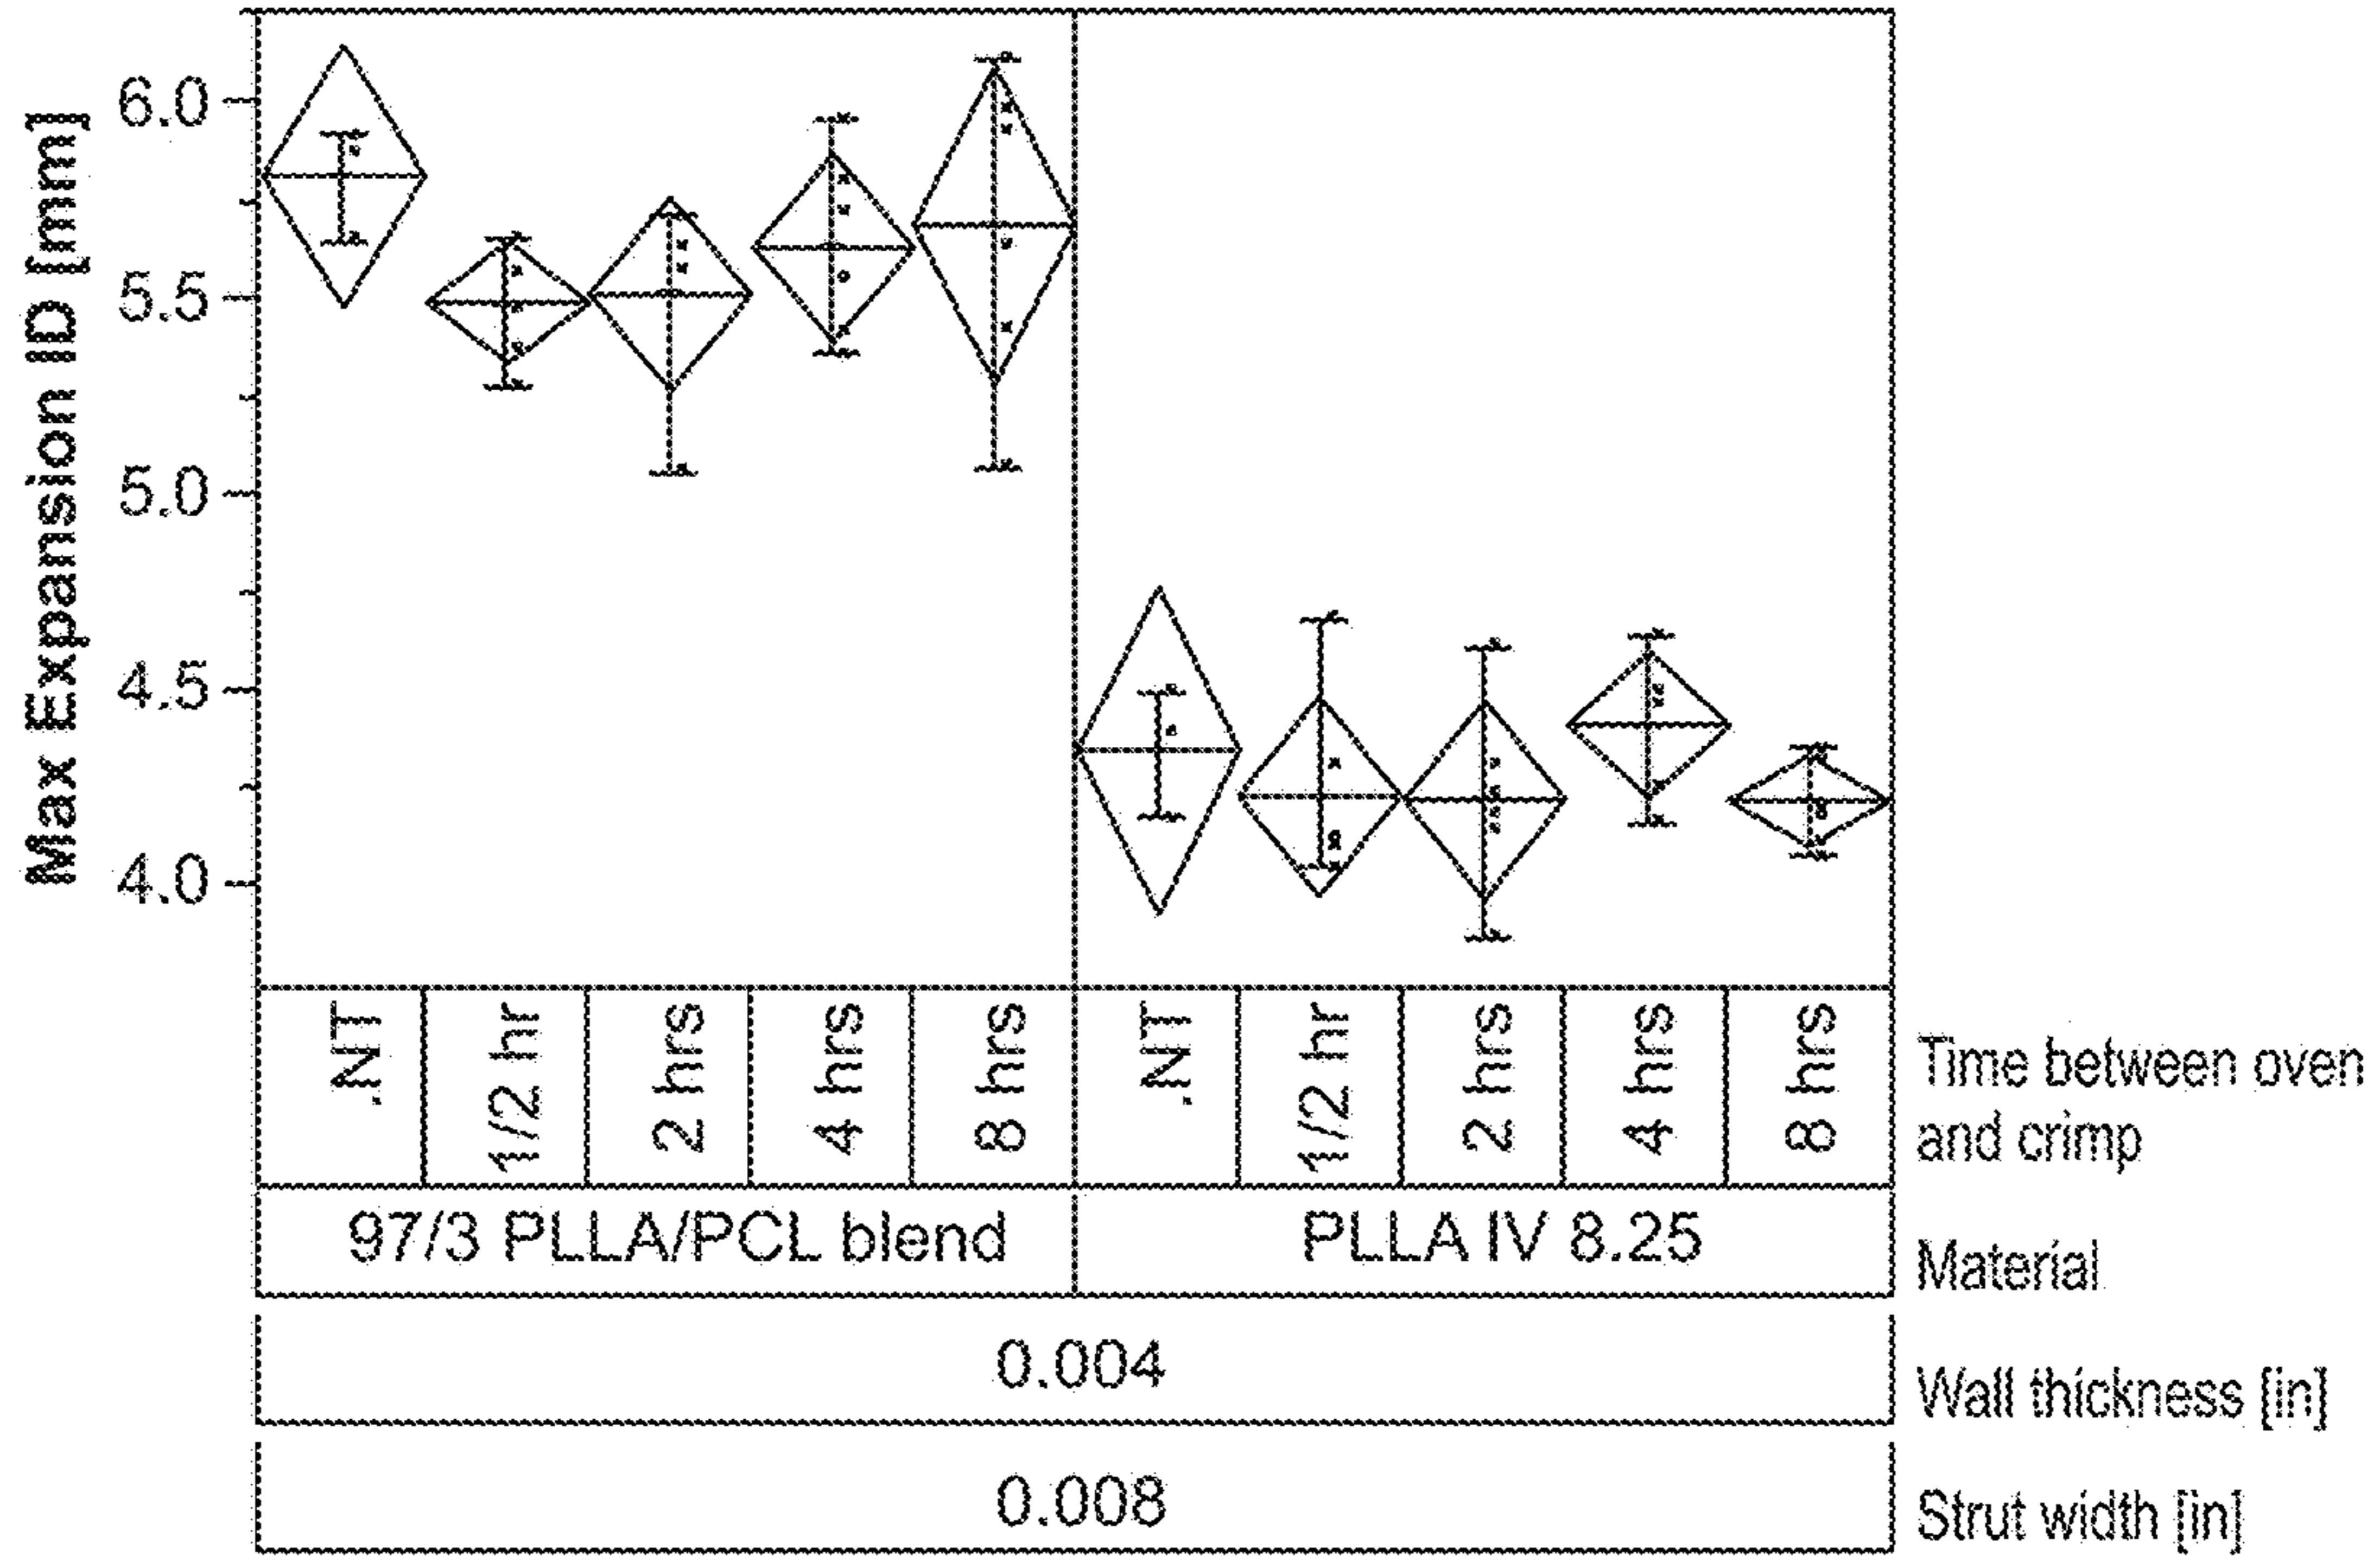 Max Expansion ID [mm]
6.0
5.5
5.0
4.5
4.0
.NT
1/2 hr
2 hrs
4 hrs
8 hrs
.NT
1/2 hr
2 hrs
4 hrs
8 hrs
Time between oven
and crimp
97/3 PLLA/PCL blend
PLLA IV 8.25
Material
0.004
Wall thickness [in]
0.008
Strut width [in]